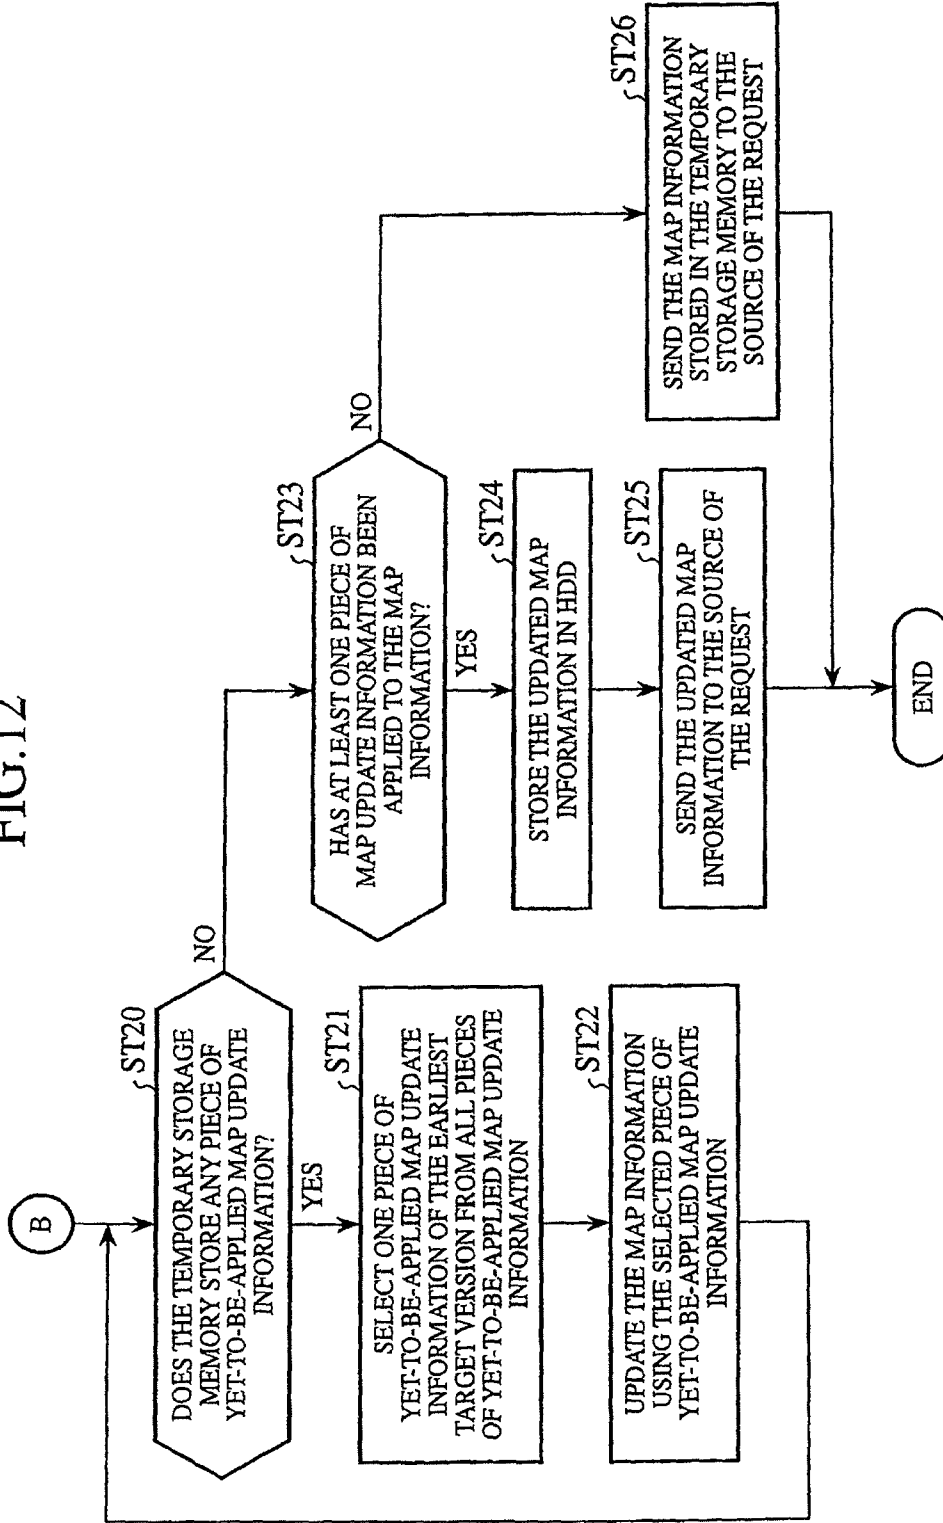 FIG.12
B
ST20
DOES THE TEMPORARY STORAGE
MEMORY STORE ANY PIECE OF
YET-TO-BE-APPLIED MAP UPDATE
INFORMATION?
NO
YES
ST21
SELECT ONE PIECE OF
YET-TO-BE-APPLIED MAP UPDATE
INFORMATION OF THE EARLIEST
TARGET VERSION FROM ALL PIECES
OF YET-TO-BE-APPLIED MAP UPDATE
INFORMATION
ST22
UPDATE THE MAP INFORMATION
USING THE SELECTED PIECE OF
YET-TO-BE-APPLIED MAP UPDATE
INFORMATION
ST23
HAS AT LEAST ONE PIECE OF
MAP UPDATE INFORMATION BEEN
APPLIED TO THE MAP
INFORMATION?
NO
YES
ST24
STORE THE UPDATED MAP
INFORMATION IN HDD
ST25
SEND THE UPDATED MAP
INFORMATION TO THE SOURCE OF
THE REQUEST
ST26
SEND THE MAP INFORMATION
STORED IN THE TEMPORARY
STORAGE MEMORY TO THE
SOURCE OF THE REQUEST
END